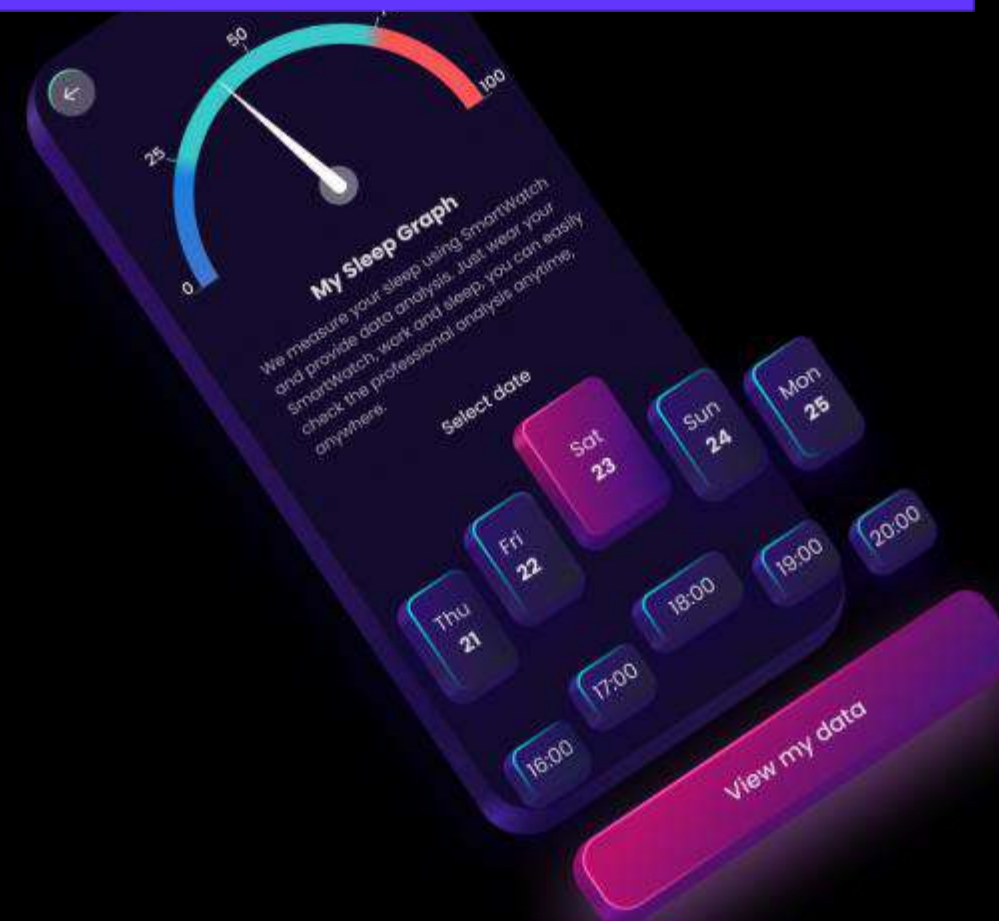 50
25
100
0
My Sleep Graph
We measure your sleep using SmartWatch
and provide data analysis. Just wear your
SmartWatch, work and sleep, you can easily
check the professional analysis anytime,
anywhere.
Select date
Thu
21
Fri
22
Sat
23
Sun
24
Mon
25
16:00
17:00
18:00
19:00
20:00
View my data